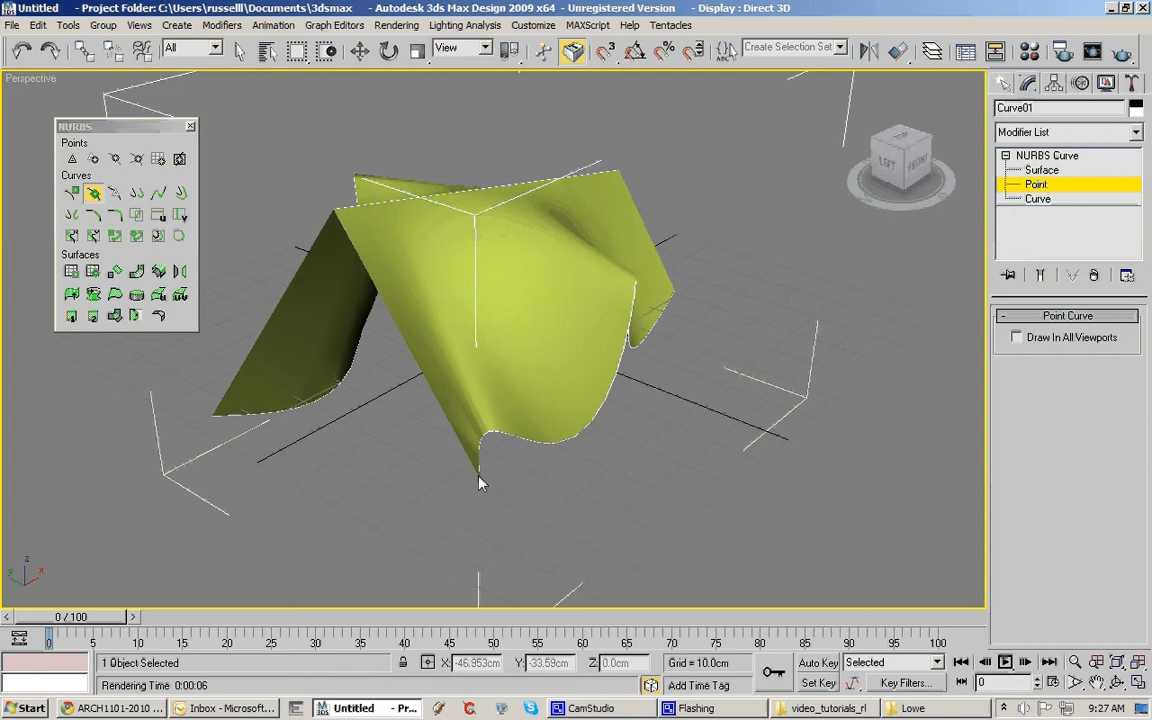 Untitled - Project Folder: C:\Users\russelll\Documents\3dsmax - Autodesk 3ds Max Design 2009 x64 - Unregistered Version - Display : Direct 3D
File Edit Tools Group Views Create Modifiers Animation Graph Editors Rendering Lighting Analysis Customize MAXScript Help Tentacles
All View 3 ABC Create Selection Set
Perspective
NURBS
Points
Curves
Surfaces
LEFT FRONT
Curve01
Modifier List
NURBS Curve
Surface
Point
Curve
- Point Curve
Draw In All Viewports
z
y x
< 0 / 100 >
0 5 10 15 20 25 30 35 40 45 50 55 60 65 70 75 80 85 90 95 100
1 Object Selected X: -46.953cm Y: -33.59cm Z: 0.0cm Grid = 10.0cm Auto Key Selected
Rendering Time 0:00:06 Add Time Tag Set Key Key Filters... 0
Start ARCH1101-2010 ... Inbox - Microsoft... Untitled - Pr... CamStudio Flashing video_tutorials_rl Lowe 9:27 AM